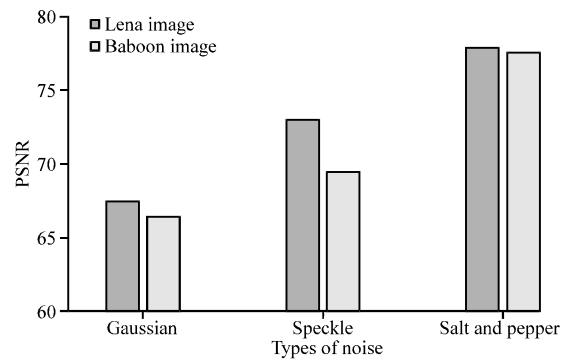 Lena image
Baboon image
80
75
70
65
60
PSNR
Gaussian
Speckle
Salt and pepper
Types of noise